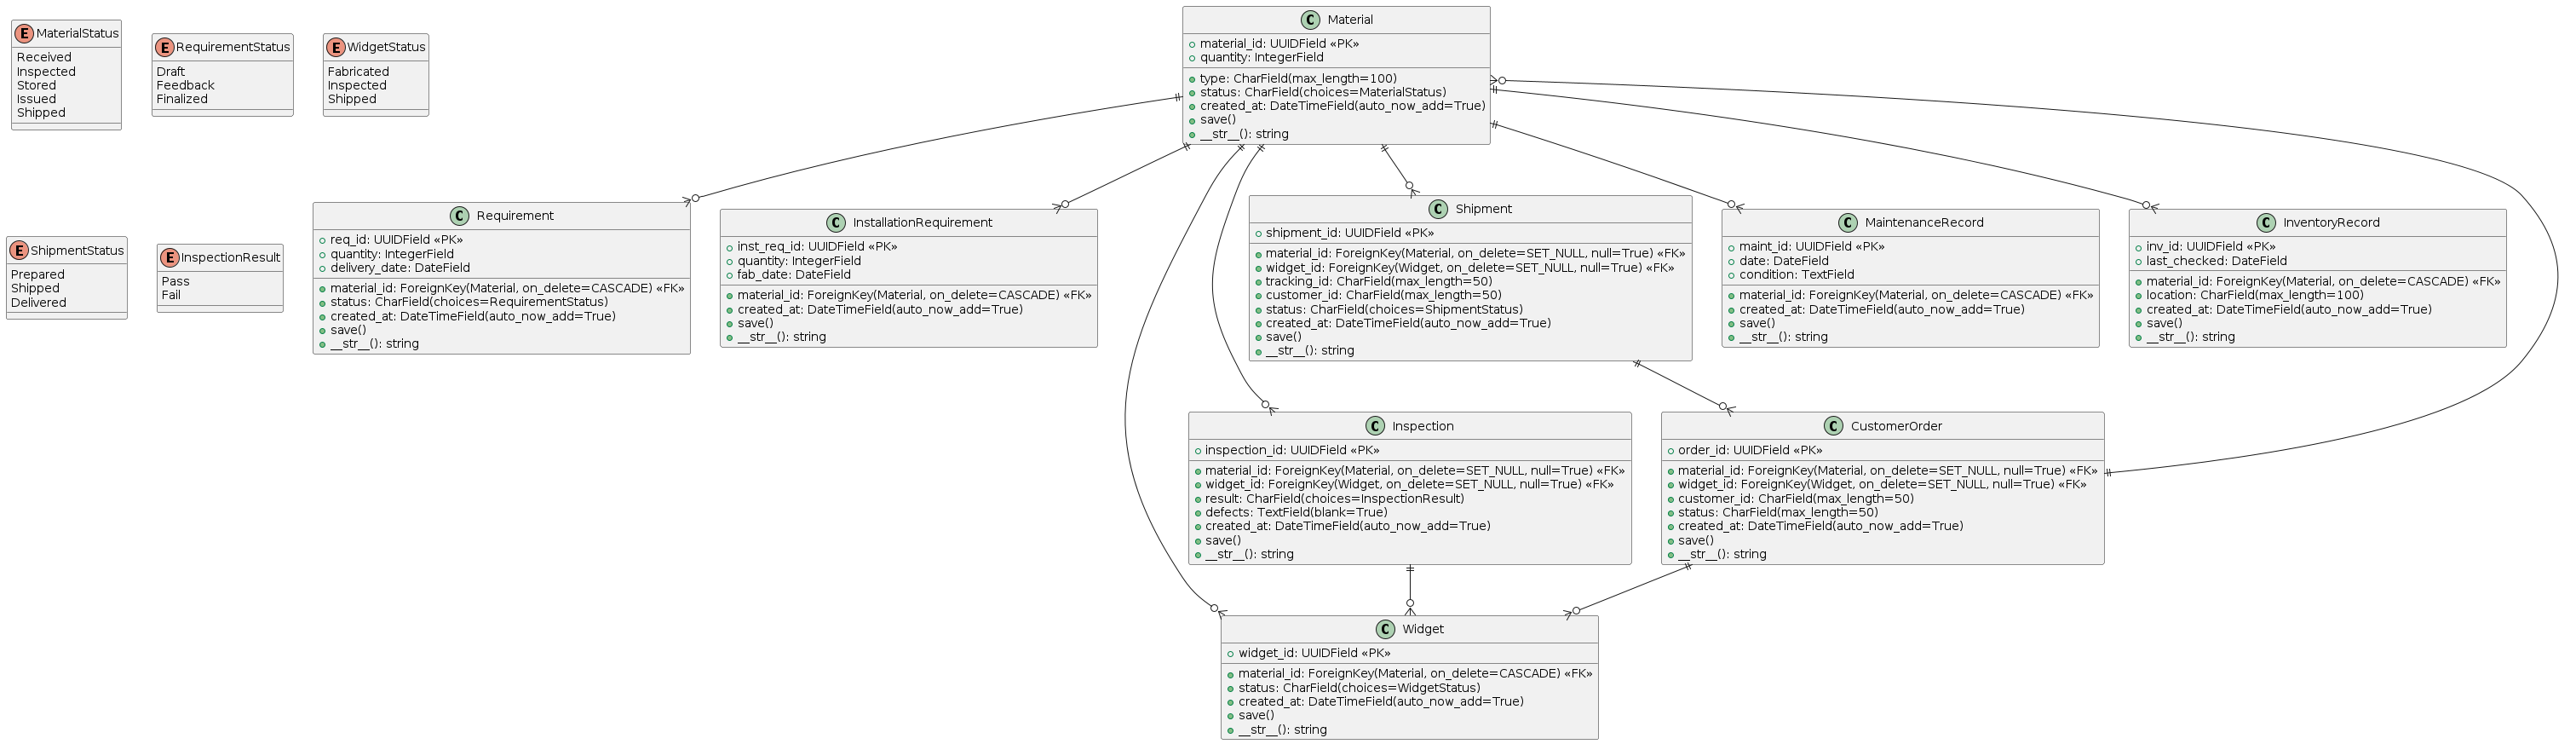 E MaterialStatus
Received
Inspected
Stored
Issued
Shipped
E RequirementStatus
Draft
Feedback
Finalized
E WidgetStatus
Fabricated
Inspected
Shipped
C Material
material_id: UUIDField «PK»
quantity: IntegerField
type: CharField(max_length=100)
status: CharField(choices=MaterialStatus)
created_at: DateTimeField(auto_now_add=True)
save()
__str__(): string
E ShipmentStatus
Prepared
Shipped
Delivered
E InspectionResult
Pass
Fail
C Requirement
req_id: UUIDField «PK»
quantity: IntegerField
delivery_date: DateField
material_id: ForeignKey(Material, on_delete=CASCADE) «FK»
status: CharField(choices=RequirementStatus)
created_at: DateTimeField(auto_now_add=True)
save()
__str__(): string
C InstallationRequirement
inst_req_id: UUIDField «PK»
quantity: IntegerField
fab_date: DateField
material_id: ForeignKey(Material, on_delete=CASCADE) «FK»
created_at: DateTimeField(auto_now_add=True)
save()
__str__(): string
C Shipment
shipment_id: UUIDField «PK»
material_id: ForeignKey(Material, on_delete=SET_NULL, null=True) «FK»
widget_id: ForeignKey(Widget, on_delete=SET_NULL, null=True) «FK»
tracking_id: CharField(max_length=50)
customer_id: CharField(max_length=50)
status: CharField(choices=ShipmentStatus)
created_at: DateTimeField(auto_now_add=True)
save()
__str__(): string
C MaintenanceRecord
maint_id: UUIDField «PK»
date: DateField
condition: TextField
material_id: ForeignKey(Material, on_delete=CASCADE) «FK»
created_at: DateTimeField(auto_now_add=True)
save()
__str__(): string
C InventoryRecord
inv_id: UUIDField «PK»
last_checked: DateField
material_id: ForeignKey(Material, on_delete=CASCADE) «FK»
location: CharField(max_length=100)
created_at: DateTimeField(auto_now_add=True)
save()
__str__(): string
C Inspection
inspection_id: UUIDField «PK»
material_id: ForeignKey(Material, on_delete=SET_NULL, null=True) «FK»
widget_id: ForeignKey(Widget, on_delete=SET_NULL, null=True) «FK»
result: CharField(choices=InspectionResult)
defects: TextField(blank=True)
created_at: DateTimeField(auto_now_add=True)
save()
__str__(): string
C CustomerOrder
order_id: UUIDField «PK»
material_id: ForeignKey(Material, on_delete=SET_NULL, null=True) «FK»
widget_id: ForeignKey(Widget, on_delete=SET_NULL, null=True) «FK»
customer_id: CharField(max_length=50)
status: CharField(max_length=50)
created_at: DateTimeField(auto_now_add=True)
save()
__str__(): string
C Widget
widget_id: UUIDField «PK»
material_id: ForeignKey(Material, on_delete=CASCADE) «FK»
status: CharField(choices=WidgetStatus)
created_at: DateTimeField(auto_now_add=True)
save()
__str__(): string